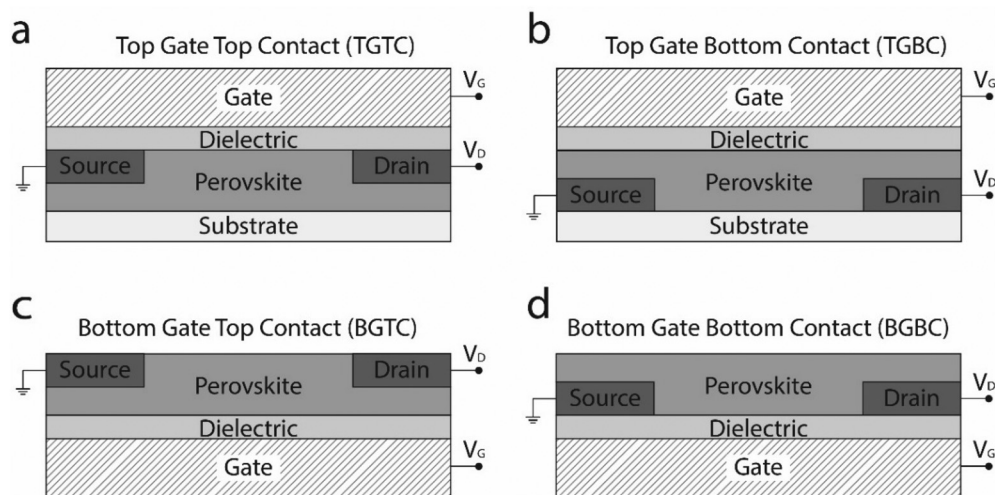 a
Top Gate Top Contact (TGTC)
Gate
VG
Dielectric
Source
Perovskite
Drain
VD
Substrate
b
Top Gate Bottom Contact (TGBC)
Gate
VG
Dielectric
Source
Perovskite
Drain
VD
Substrate
c
Bottom Gate Top Contact (BGTC)
Source
Perovskite
Drain
VD
Dielectric
Gate
VG
d
Bottom Gate Bottom Contact (BGBC)
Source
Perovskite
Drain
VD
Dielectric
Gate
VG